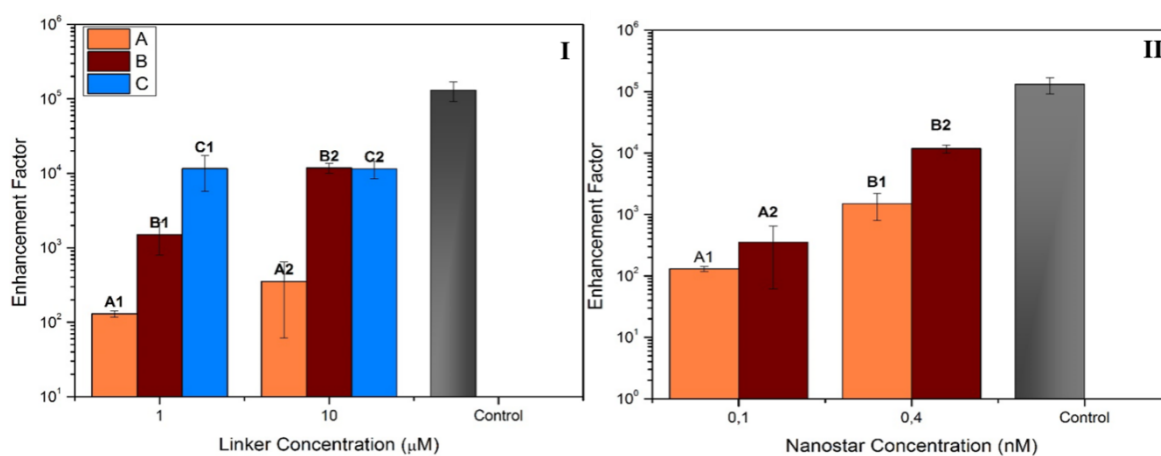 I
A
B
C
10⁶
10⁵
10⁴
10³
10²
10¹
Enhancement Factor
A1
B1
C1
A2
B2
C2
1
10
Control
Linker Concentration (μM)
II
10⁶
10⁵
10⁴
10³
10²
10¹
10⁰
Enhancement Factor
A1
A2
B1
B2
0,1
0,4
Control
Nanostar Concentration (nM)